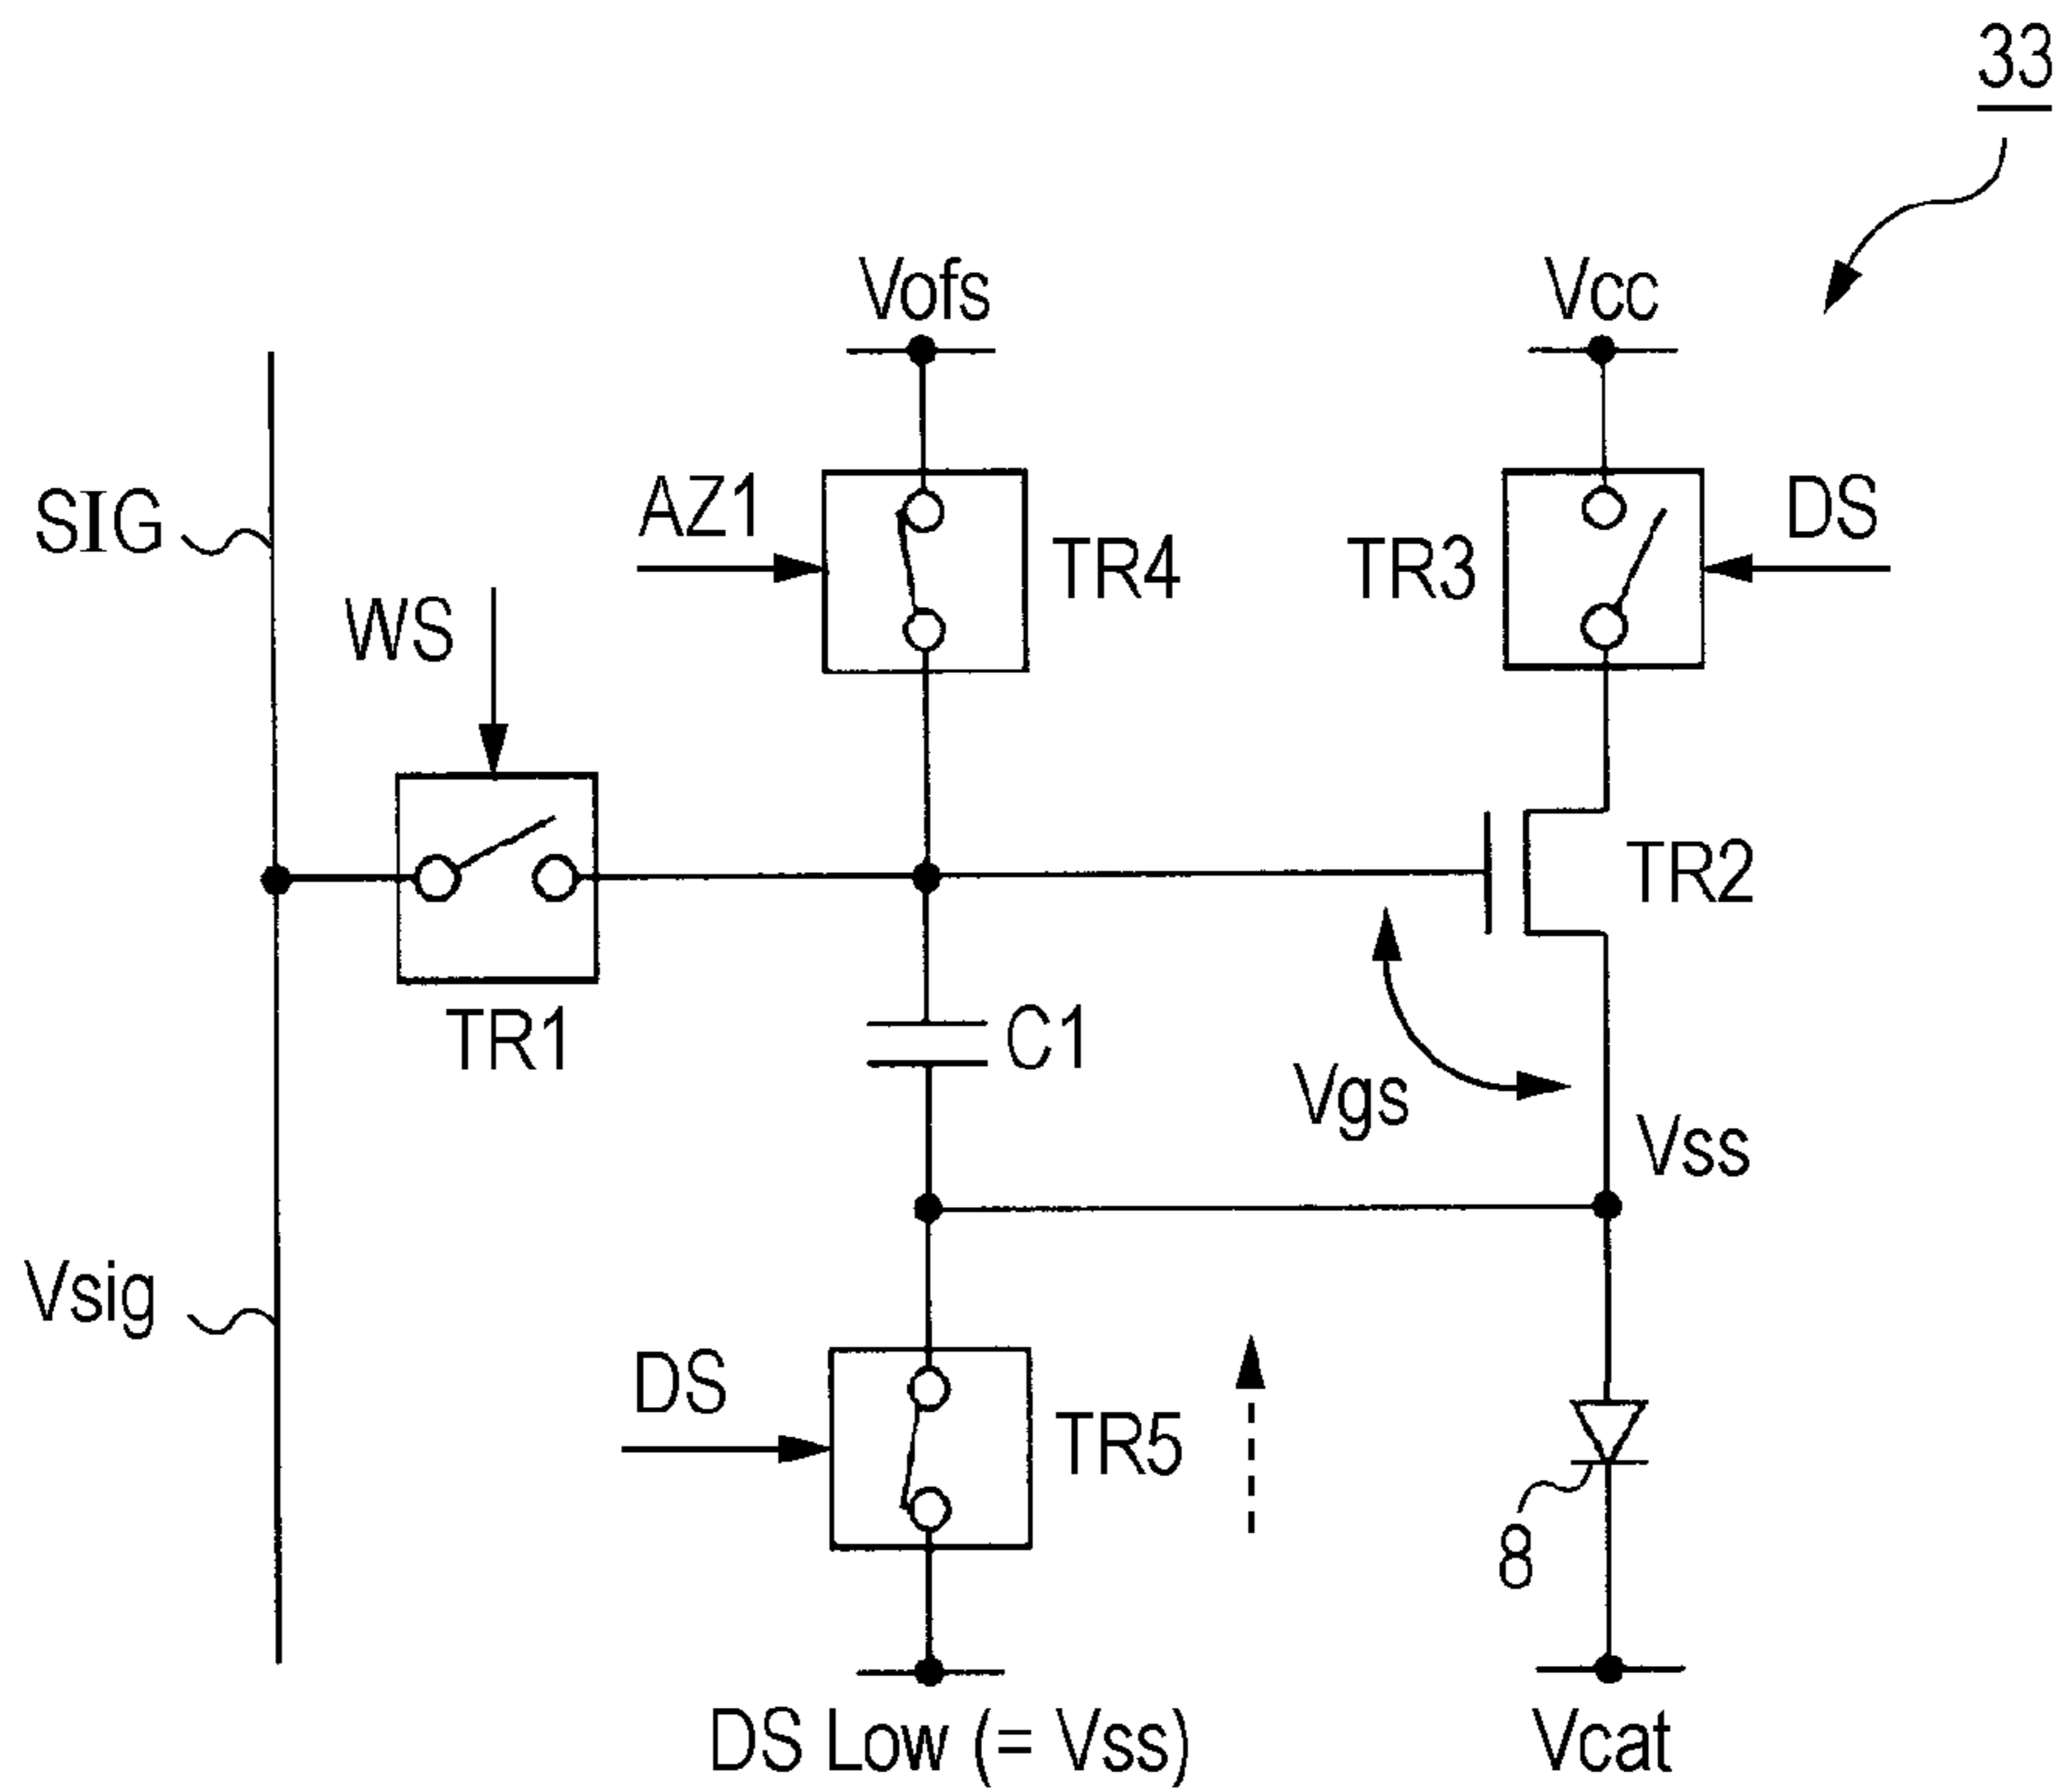 33
Vofs
Vcc
SIG
AZ1
TR4
TR3
DS
WS
TR2
TR1
C1
Vgs
Vss
Vsig
DS
TR5
8
DS Low (= Vss)
Vcat